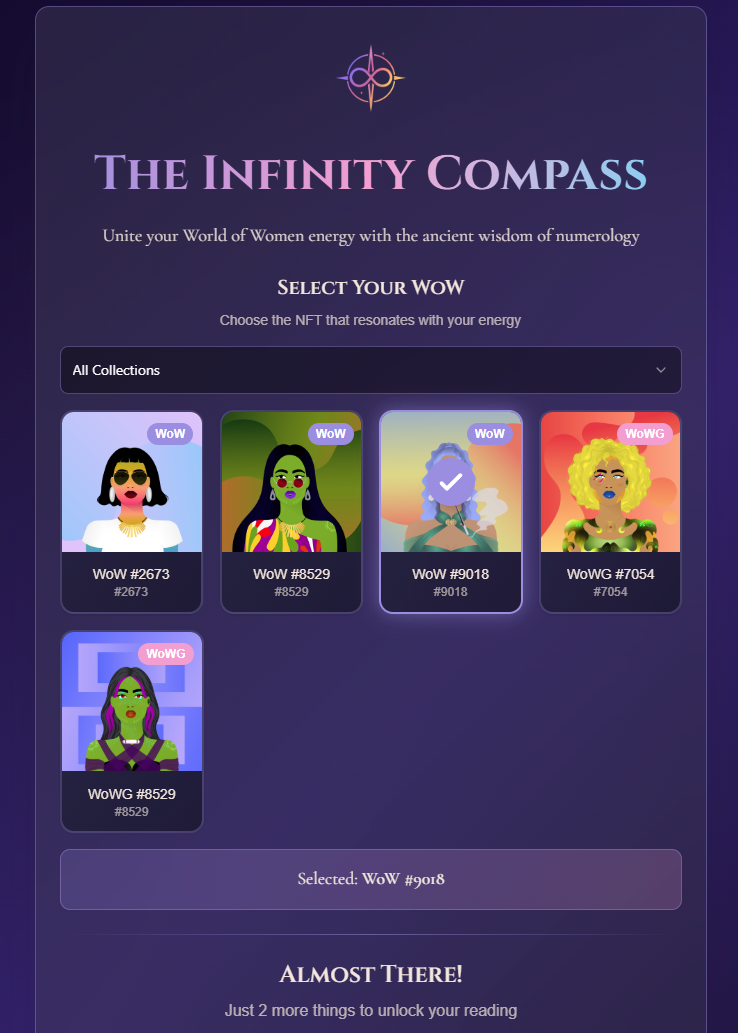 The Infinity Compass
Unite your World of Women energy with the ancient wisdom of numerology
Select Your WoW
Choose the NFT that resonates with your energy
All Collections
WoW
WoW #2673
#2673
WoW
WoW #8529
#8529
WoW
WoW #9018
#9018
WoWG
WoWG #7054
#7054
WoWG
WoWG #8529
#8529
Selected: WoW #9018
Almost There!
Just 2 more things to unlock your reading